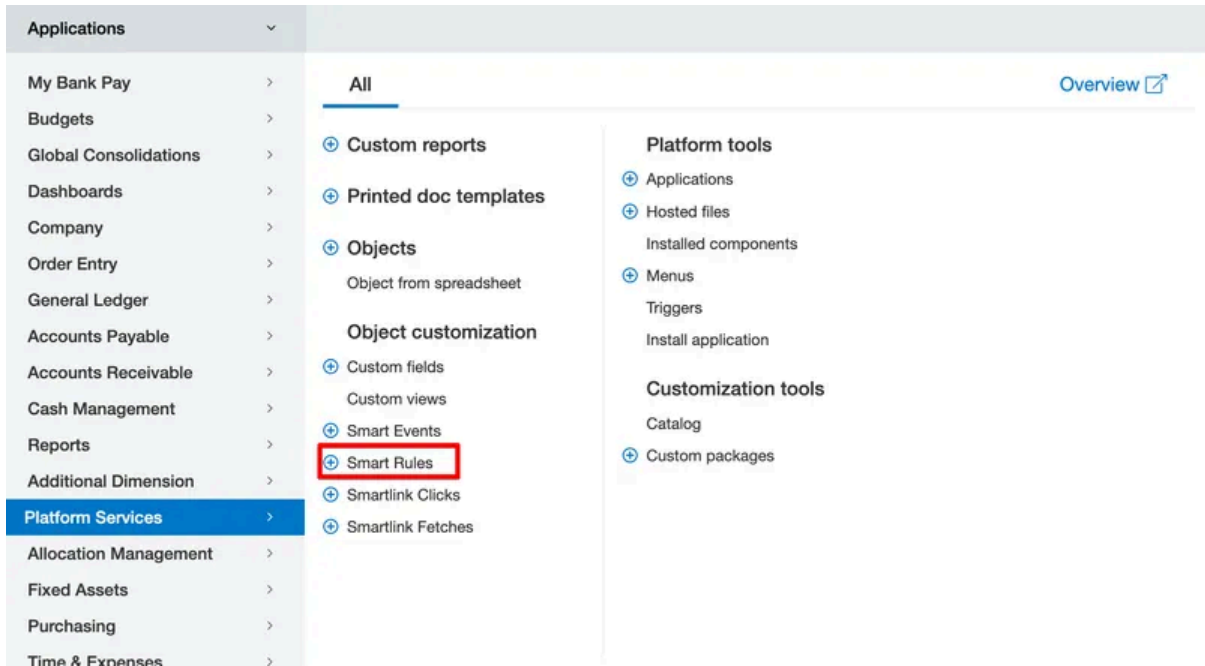 Applications
My Bank Pay
Budgets
Global Consolidations
Dashboards
Company
Order Entry
General Ledger
Accounts Payable
Accounts Receivable
Cash Management
Reports
Additional Dimension
Platform Services
Allocation Management
Fixed Assets
Purchasing
Time & Expenses
All
Overview
Custom reports
Printed doc templates
Objects
Object from spreadsheet
Object customization
Custom fields
Custom views
Smart Events
Smart Rules
Smartlink Clicks
Smartlink Fetches
Platform tools
Applications
Hosted files
Installed components
Menus
Triggers
Install application
Customization tools
Catalog
Custom packages